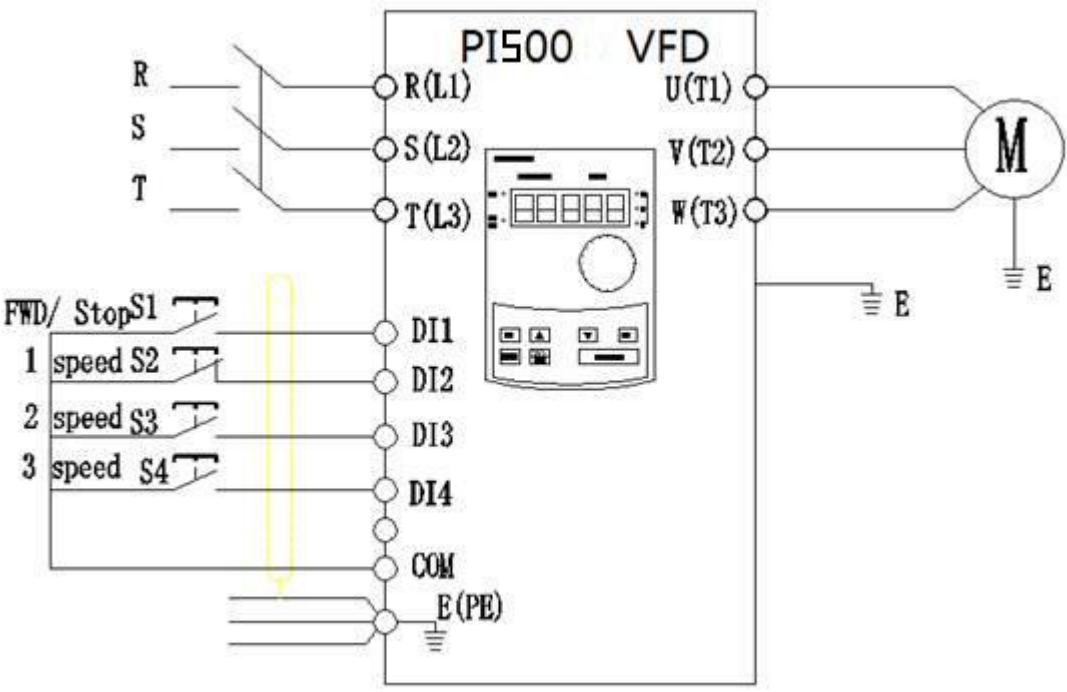 PI500 VFD
R
R(L1)
U(T1)
S
S(L2)
V(T2)
M
T
T(L3)
W(T3)
E
E
FWD/ Stop S1
DI1
1 speed S2
DI2
2 speed S3
DI3
3 speed S4
DI4
COM
E(PE)